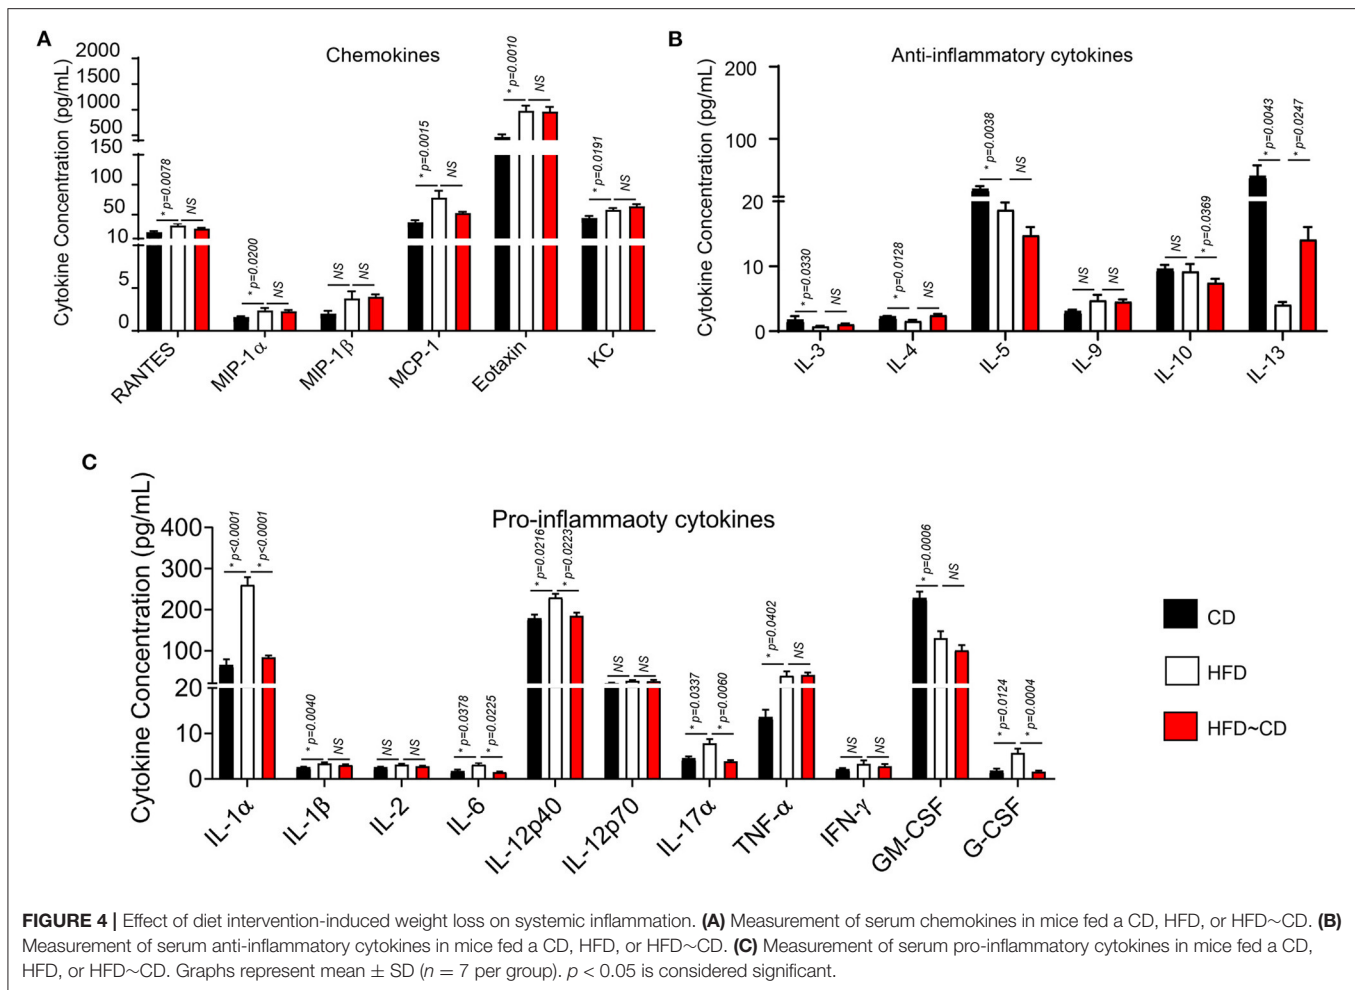 A
Chemokines
Cytokine Concentration (pg/mL)
2000
1500
1000
500
150
100
50
10
5
0
* p=0.0078
NS
* p=0.0200
NS
NS
NS
* p=0.0015
NS
* p=0.0010
NS
* p=0.0191
NS
RANTES
MIP-1α
MIP-1β
MCP-1
Eotaxin
KC
B
Anti-inflammatory cytokines
Cytokine Concentration (pg/mL)
200
100
20
10
0
* p=0.0330
NS
* p=0.0128
NS
* p=0.0038
NS
NS
NS
NS
* p=0.0369
* p=0.0043
* p=0.0247
IL-3
IL-4
IL-5
IL-9
IL-10
IL-13
C
Pro-inflammaoty cytokines
Cytokine Concentration (pg/mL)
400
300
200
100
20
10
0
* p<0.0001
* p<0.0001
* p=0.0040
NS
NS
NS
* p=0.0378
* p=0.0225
* p=0.0216
* p=0.0223
NS
NS
* p=0.0337
* p=0.0060
* p=0.0402
NS
NS
NS
* p=0.0006
NS
* p=0.0124
* p=0.0004
IL-1α
IL-1β
IL-2
IL-6
IL-12p40
IL-12p70
IL-17α
TNF-α
IFN-γ
GM-CSF
G-CSF
CD
HFD
HFD~CD
FIGURE 4 | Effect of diet intervention-induced weight loss on systemic inflammation. (A) Measurement of serum chemokines in mice fed a CD, HFD, or HFD~CD. (B)
Measurement of serum anti-inflammatory cytokines in mice fed a CD, HFD, or HFD~CD. (C) Measurement of serum pro-inflammatory cytokines in mice fed a CD,
HFD, or HFD~CD. Graphs represent mean ± SD (n = 7 per group). p < 0.05 is considered significant.